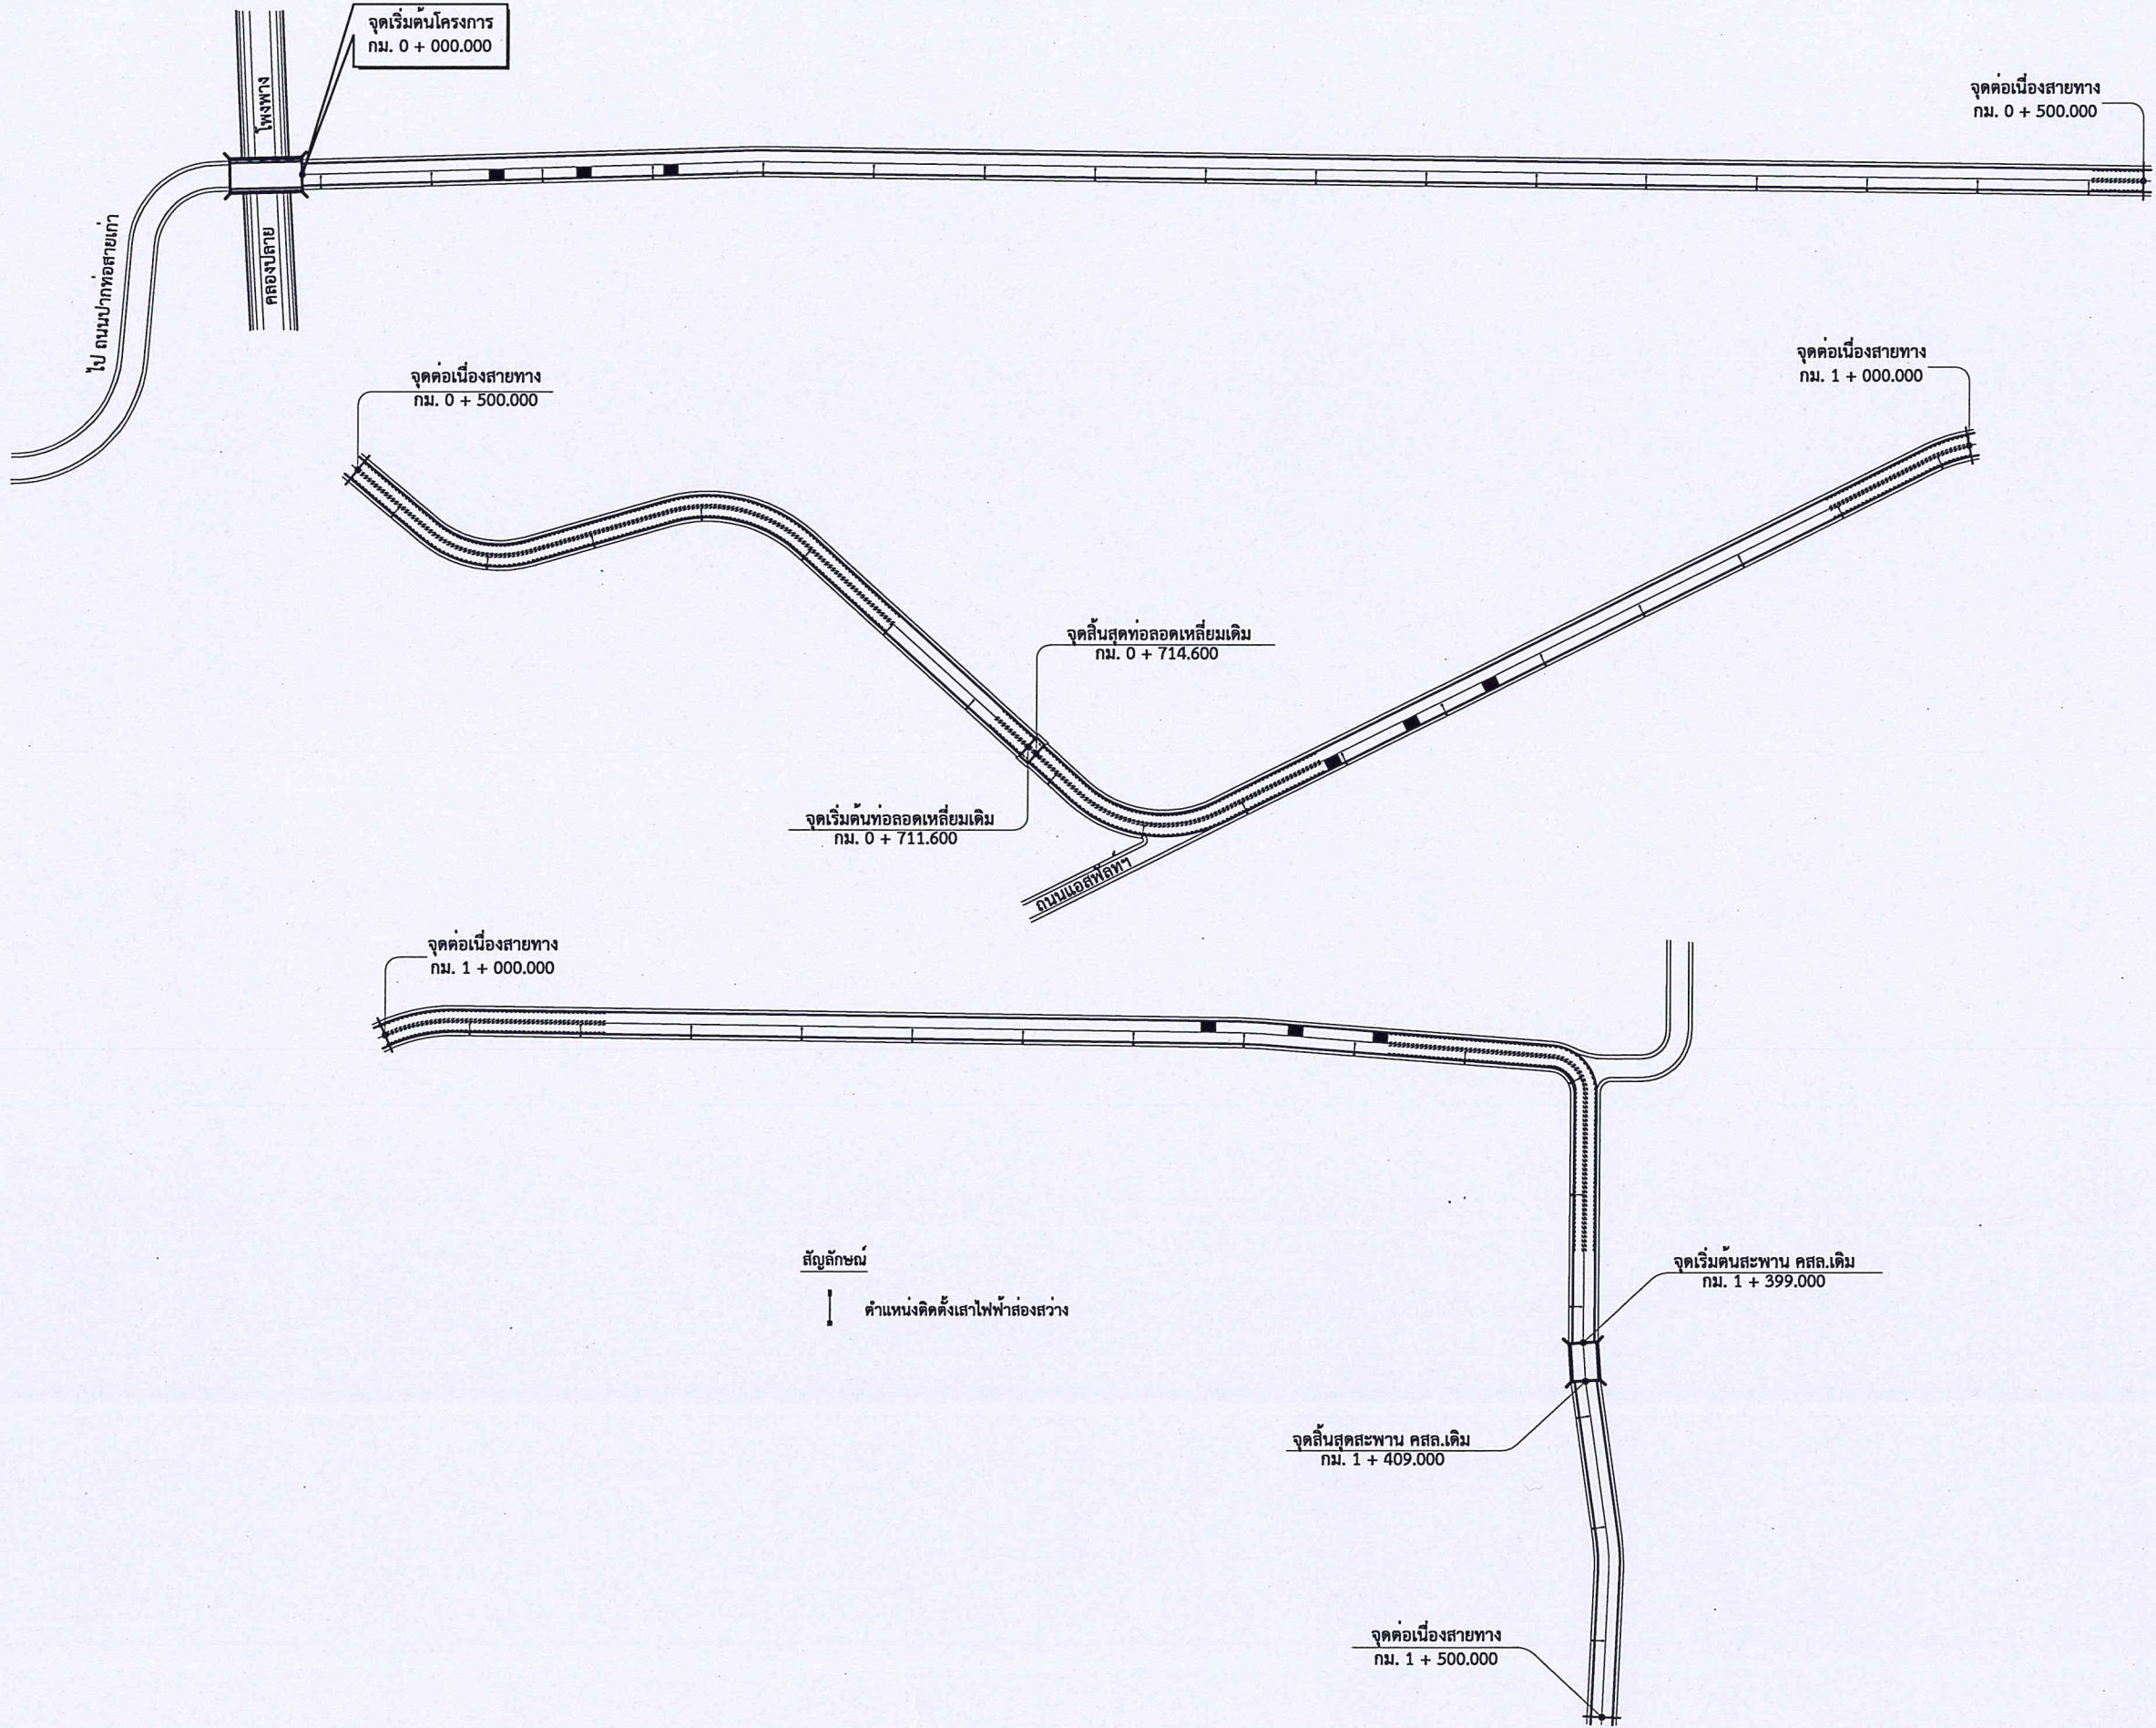 จุดเริ่มต้นโครงการ
กม. 0 + 000.000
โพงพาง
คลองปลาย
ไป ถนนปากท่อสายเก่า
จุดต่อเนื่องสายทาง
กม. 0 + 500.000
จุดต่อเนื่องสายทาง
กม. 0 + 500.000
จุดต่อเนื่องสายทาง
กม. 1 + 000.000
จุดสิ้นสุดท่อลอดเหลี่ยมเดิม
กม. 0 + 714.600
จุดเริ่มต้นท่อลอดเหลี่ยมเดิม
กม. 0 + 711.600
ถนนแอสฟัลท์ฯ
จุดต่อเนื่องสายทาง
กม. 1 + 000.000
สัญลักษณ์
ตำแหน่งติดตั้งเสาไฟฟ้าส่องสว่าง
จุดเริ่มต้นสะพาน คสล.เดิม
กม. 1 + 399.000
จุดสิ้นสุดสะพาน คสล.เดิม
กม. 1 + 409.000
จุดต่อเนื่องสายทาง
กม. 1 + 500.000